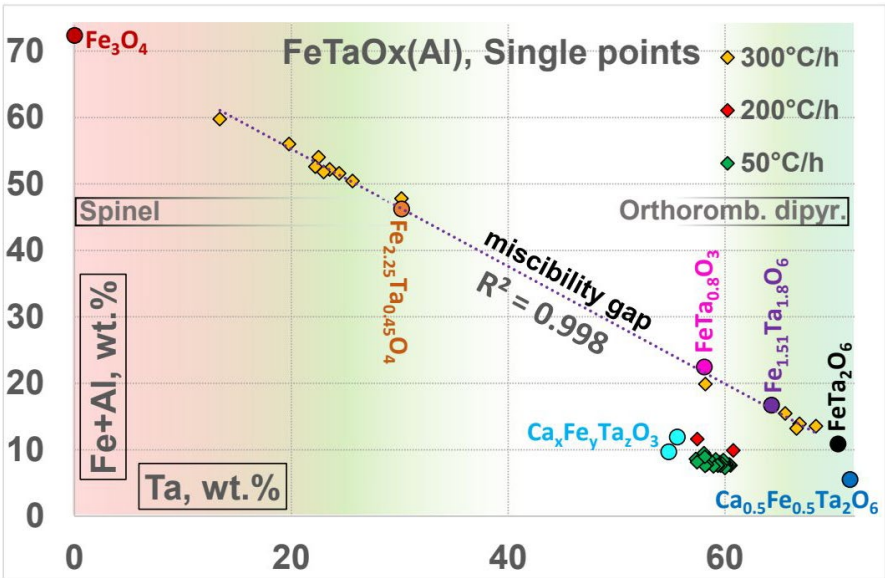 FeTaOx(Al), Single points
300°C/h
200°C/h
50°C/h
Fe₃O₄
70
60
50
40
30
20
10
0
Fe+Al, wt.%
Spinel
Orthoromb. dipyr.
Fe₂.₂₅Ta₀.₄₅O₄
miscibility gap
R² = 0.998
FeTa₀.₈O₃
Fe₁.₅₁Ta₁.₈O₆
FeTa₂O₆
CaₓFeᵧTa_zO₃
Ca₀.₅Fe₀.₅Ta₂O₆
Ta, wt.%
0
20
40
60